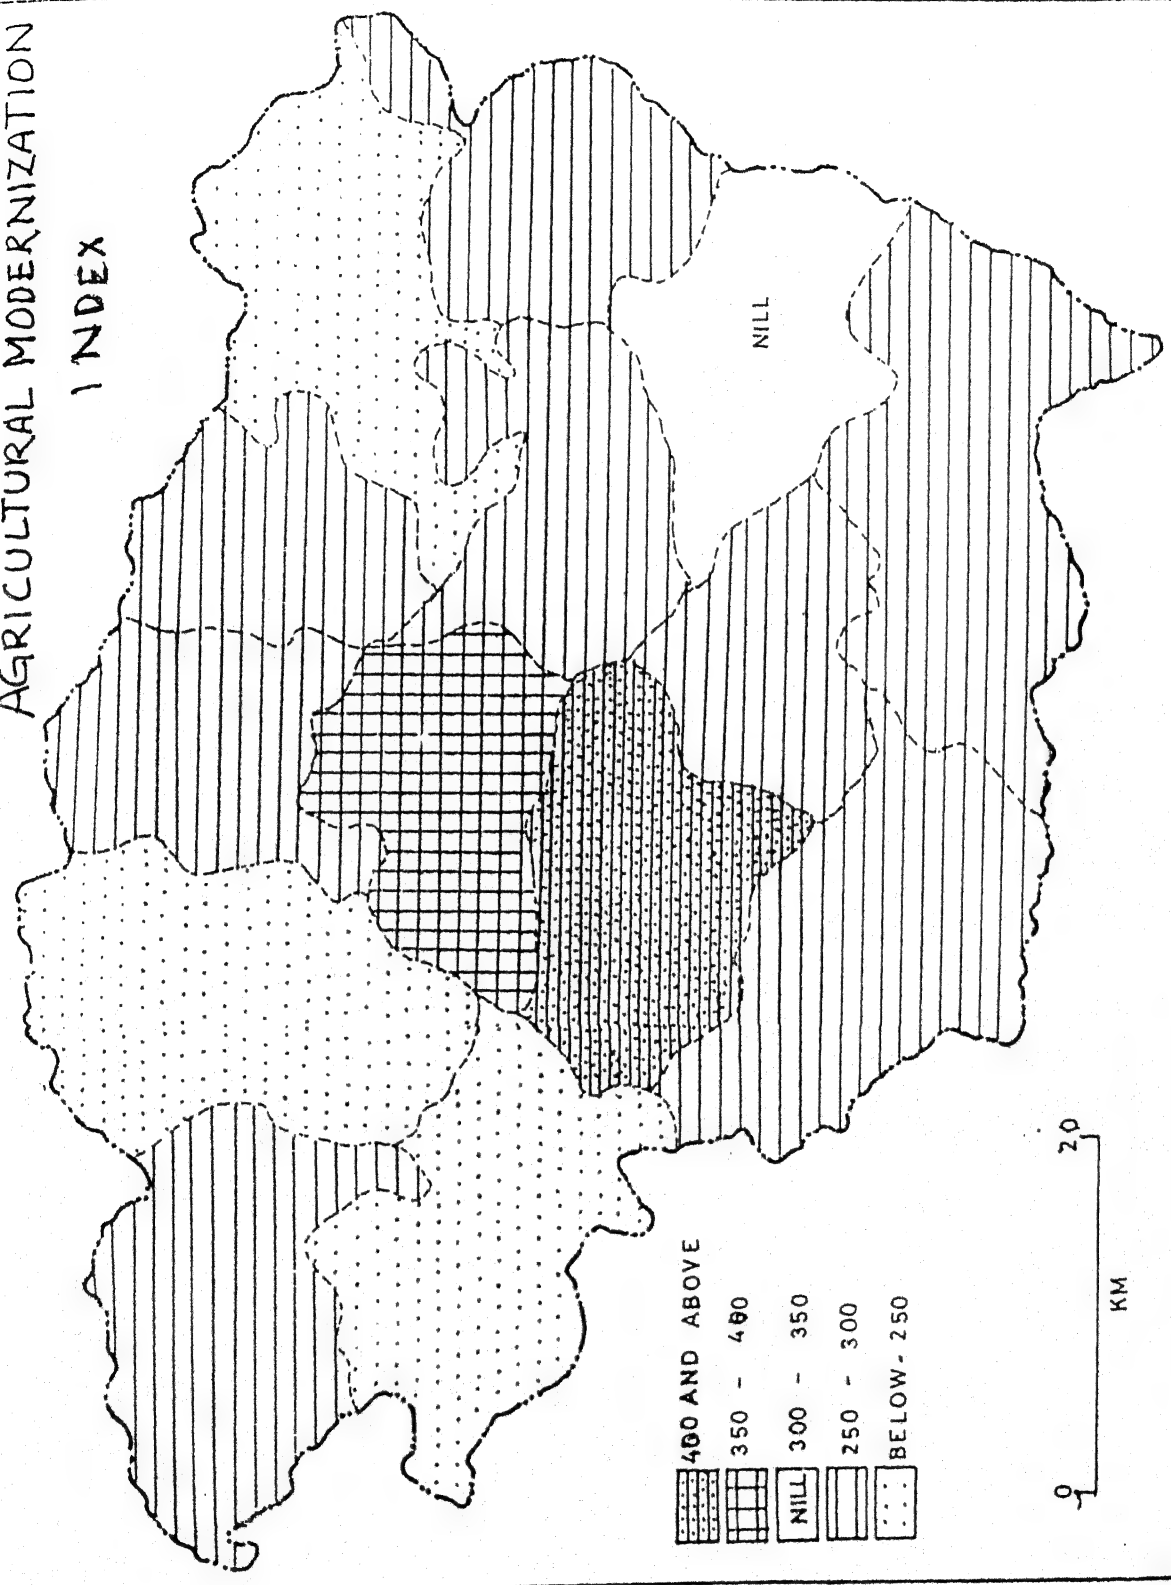 AGRICULTURAL MODERNIZATION
INDEX
NILL
400 AND ABOVE
350 - 400
NILL 300 - 350
250 - 300
BELOW - 250
0 20
KM